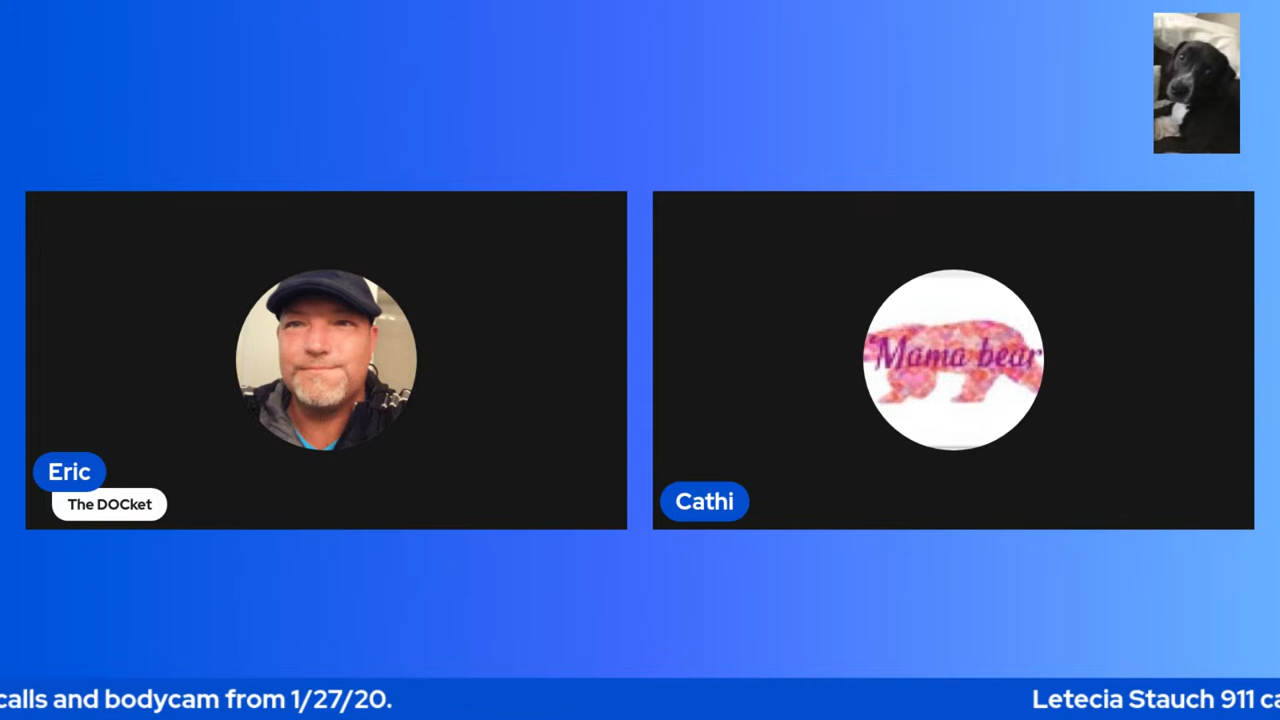 Mama bear
Eric
The DOCket
Cathi
calls and bodycam from 1/27/20.
Letecia Stauch 911 ca